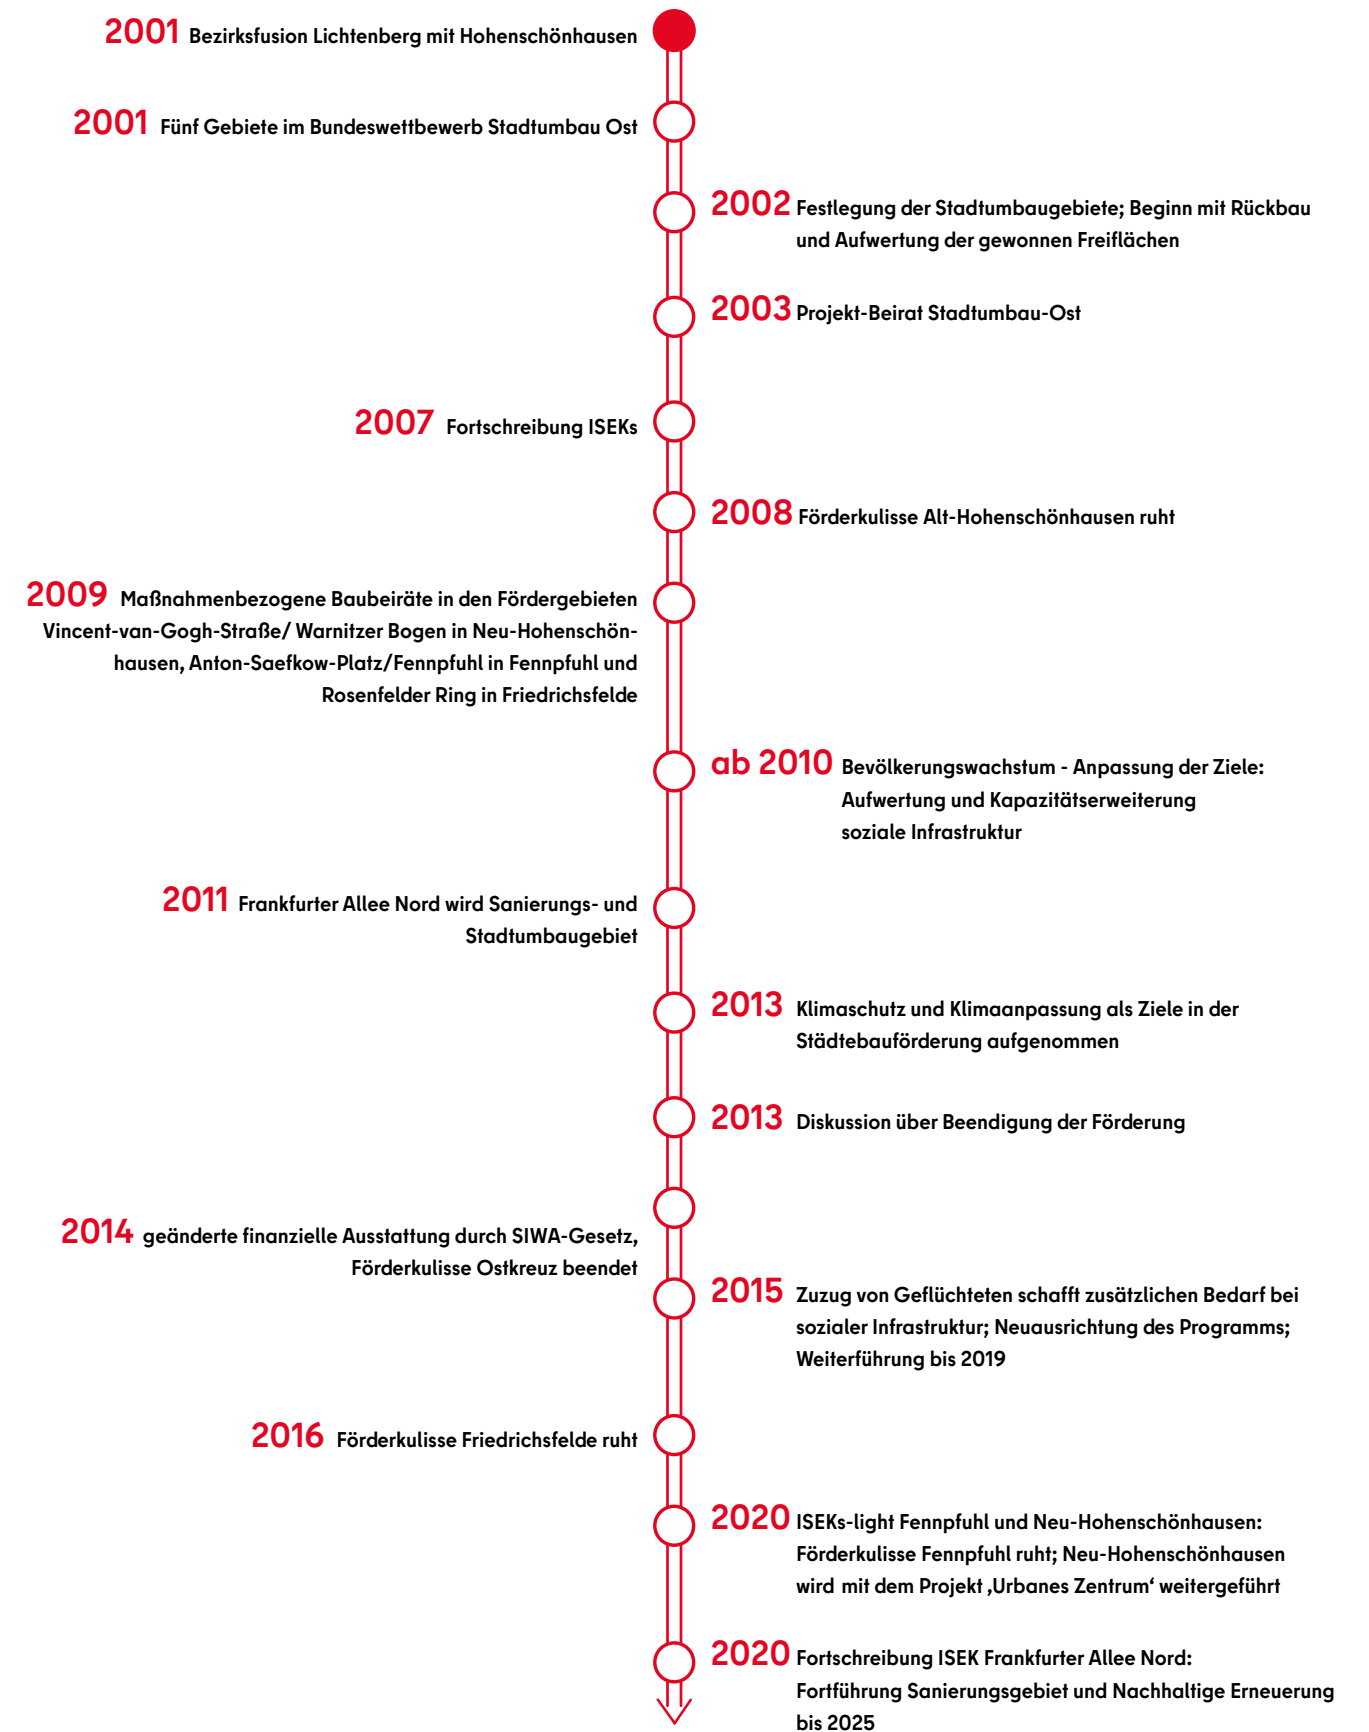 2001 Bezirksfusion Lichtenberg mit Hohenschönhausen
2001 Fünf Gebiete im Bundeswettbewerb Stadtumbau Ost
2002 Festlegung der Stadtumbaugebiete; Beginn mit Rückbau
und Aufwertung der gewonnen Freiflächen
2003 Projekt-Beirat Stadtumbau-Ost
2007 Fortschreibung ISEKs
2008 Förderkulisse Alt-Hohenschönhausen ruht
2009 Maßnahmenbezogene Baubeiräte in den Fördergebieten
Vincent-van-Gogh-Straße/ Warnitzer Bogen in Neu-Hohenschön-
hausen, Anton-Saefkow-Platz/Fennpfuhl in Fennpfuhl und
Rosenfelder Ring in Friedrichsfelde
ab 2010 Bevölkerungswachstum - Anpassung der Ziele:
Aufwertung und Kapazitätserweiterung
soziale Infrastruktur
2011 Frankfurter Allee Nord wird Sanierungs- und
Stadtumbaugebiet
2013 Klimaschutz und Klimaanpassung als Ziele in der
Städtebauförderung aufgenommen
2013 Diskussion über Beendigung der Förderung
2014 geänderte finanzielle Ausstattung durch SIWA-Gesetz,
Förderkulisse Ostkreuz beendet
2015 Zuzug von Geflüchteten schafft zusätzlichen Bedarf bei
sozialer Infrastruktur; Neuausrichtung des Programms;
Weiterführung bis 2019
2016 Förderkulisse Friedrichsfelde ruht
2020 ISEKs-light Fennpfuhl und Neu-Hohenschönhausen:
Förderkulisse Fennpfuhl ruht; Neu-Hohenschönhausen
wird mit dem Projekt ‚Urbanes Zentrum‘ weitergeführt
2020 Fortschreibung ISEK Frankfurter Allee Nord:
Fortführung Sanierungsgebiet und Nachhaltige Erneuerung
bis 2025